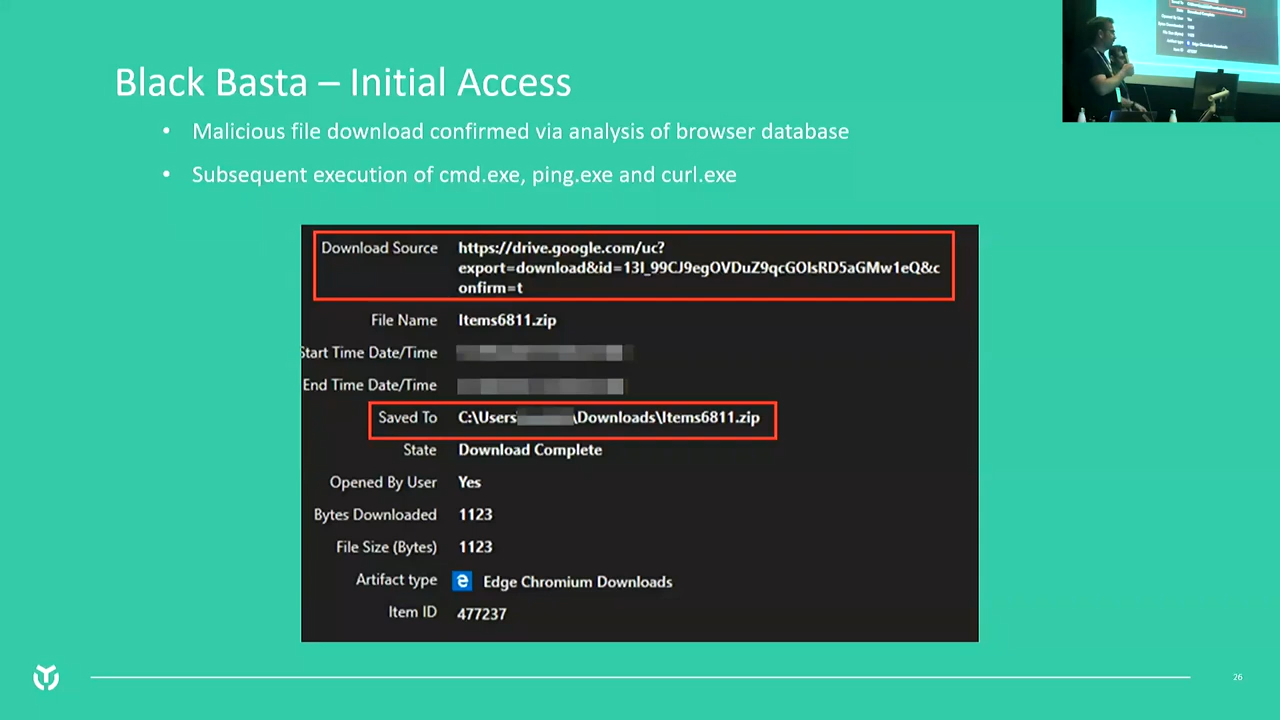 Black Basta – Initial Access
• Malicious file download confirmed via analysis of browser database
• Subsequent execution of cmd.exe, ping.exe and curl.exe
Download Source https://drive.google.com/uc?
export=download&id=13I_99CJ9egOVDuZ9qcGOIsRD5aGMw1eQ&c
onfirm=t
File Name Items6811.zip
Start Time Date/Time
End Time Date/Time
Saved To C:\Users \Downloads\Items6811.zip
State Download Complete
Opened By User Yes
Bytes Downloaded 1123
File Size (Bytes) 1123
Artifact type Edge Chromium Downloads
Item ID 477237
26